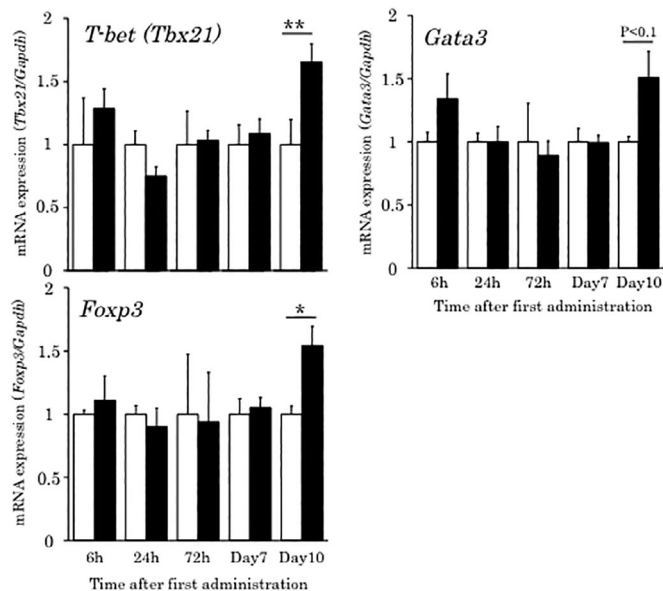 T-bet (Tbx21)
**
mRNA expression (Tbx21/Gapdh)
2
1.5
1
0.5
0
Gata3
P<0.1
mRNA expression (Gata3/Gapdh)
2
1.5
1
0.5
0
6h 24h 72h Day7 Day10
Time after first administration
Foxp3
*
mRNA expression (Foxp3/Gapdh)
2
1.5
1
0.5
0
6h 24h 72h Day7 Day10
Time after first administration